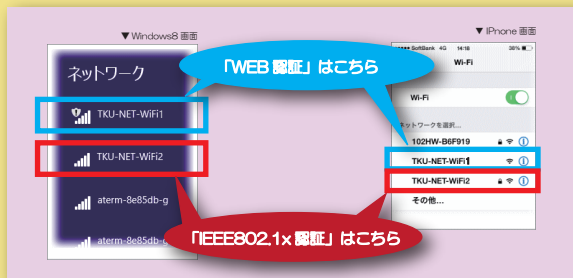 ▼ Windows8 画面
ネットワーク
TKU-NET-WiFi1
TKU-NET-WiFi2
aterm-8e85db-g
aterm-8e85db-g
「WEB 認証」はこちら
「IEEE802.1x 認証」はこちら
▼ IPhone 画面
SoftBank 4G 14:18 38%
Wi-Fi
Wi-Fi
ネットワークを選択...
102HW-B6F919
TKU-NET-WiFi1
TKU-NET-WiFi2
その他...